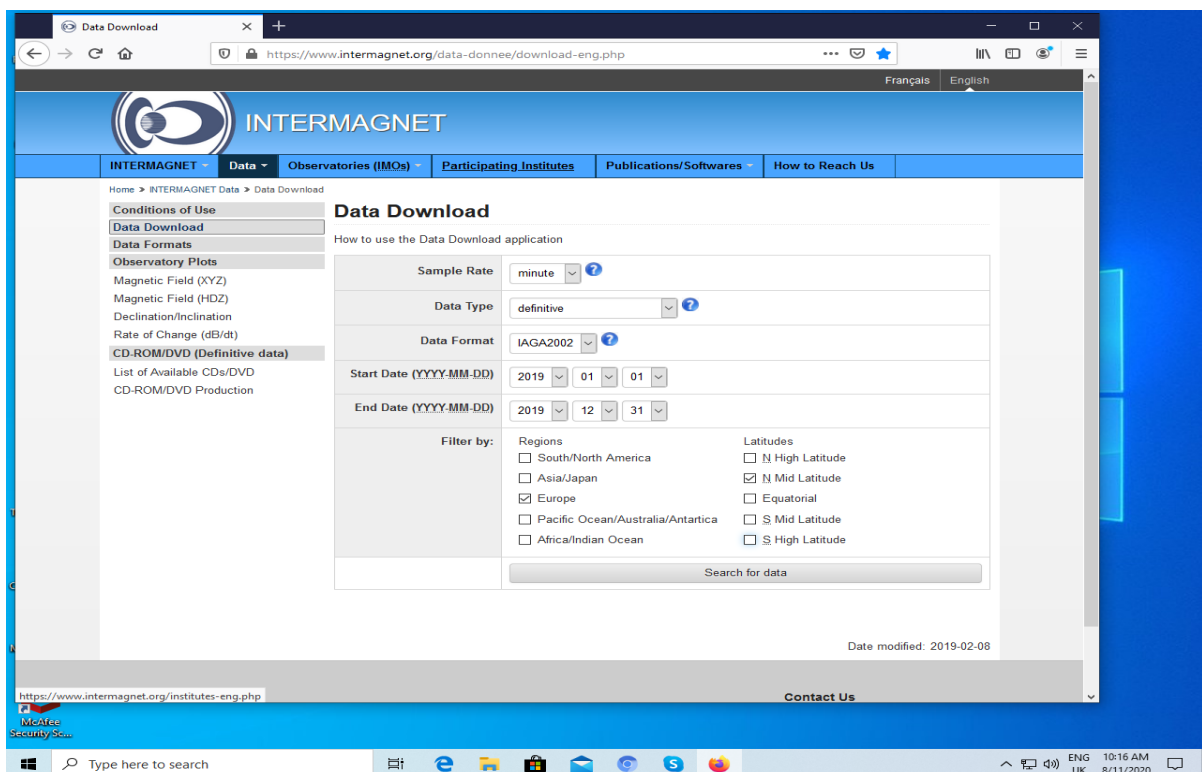 Data Download
https://www.intermagnet.org/data-donnee/download-eng.php
Français English
INTERMAGNET
INTERMAGNET Data Observatories (IMOs) Participating Institutes Publications/Softwares How to Reach Us
Home > INTERMAGNET Data > Data Download
Conditions of Use
Data Download
Data Formats
Observatory Plots
Magnetic Field (XYZ)
Magnetic Field (HDZ)
Declination/Inclination
Rate of Change (dB/dt)
CD-ROM/DVD (Definitive data)
List of Available CDs/DVD
CD-ROM/DVD Production
Data Download
How to use the Data Download application
Sample Rate minute ?
Data Type definitive ?
Data Format IAGA2002 ?
Start Date (YYYY-MM-DD) 2019 01 01
End Date (YYYY-MM-DD) 2019 12 31
Filter by: Regions Latitudes
South/North America N High Latitude
Asia/Japan N Mid Latitude
Europe Equatorial
Pacific Ocean/Australia/Antartica S Mid Latitude
Africa/Indian Ocean S High Latitude
Search for data
Date modified: 2019-02-08
https://www.intermagnet.org/institutes-eng.php
Contact Us
McAfee
Security Sc...
Type here to search
ENG 10:16 AM
UK 8/11/2020